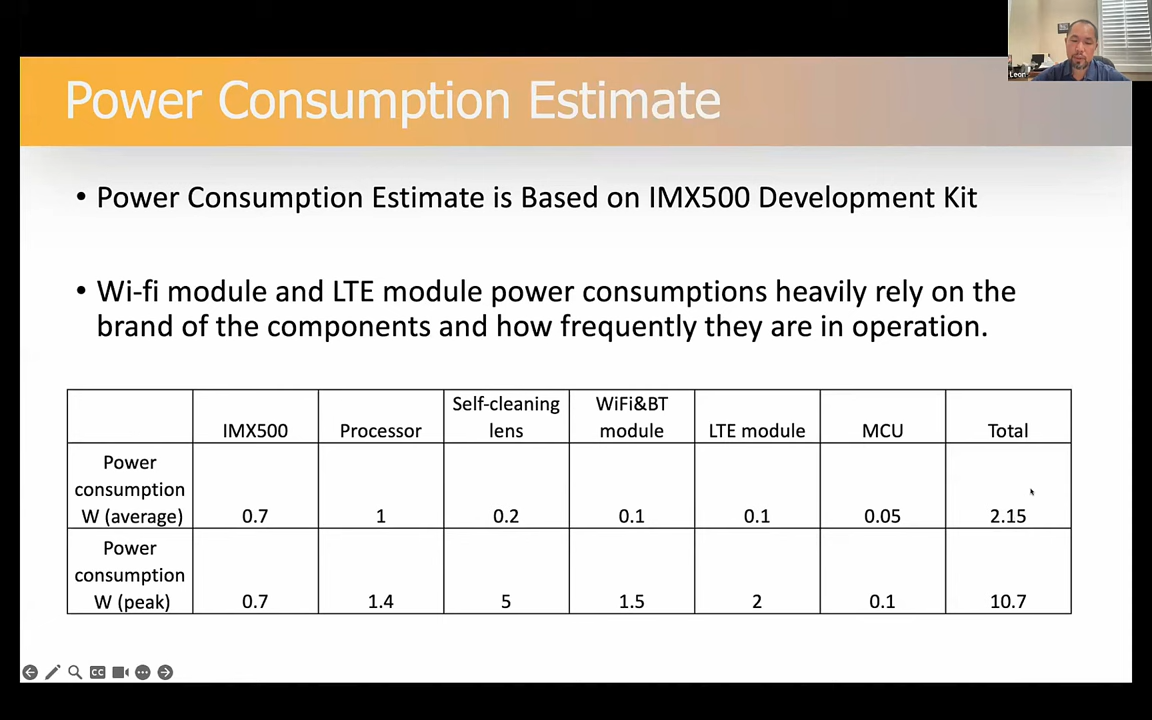 Leon
Power Consumption Estimate
• Power Consumption Estimate is Based on IMX500 Development Kit
• Wi-fi module and LTE module power consumptions heavily rely on the
brand of the components and how frequently they are in operation.
IMX500 Processor Self-cleaning lens WiFi&BT module LTE module MCU Total
Power consumption W (average) 0.7 1 0.2 0.1 0.1 0.05 2.15
Power consumption W (peak) 0.7 1.4 5 1.5 2 0.1 10.7
CC